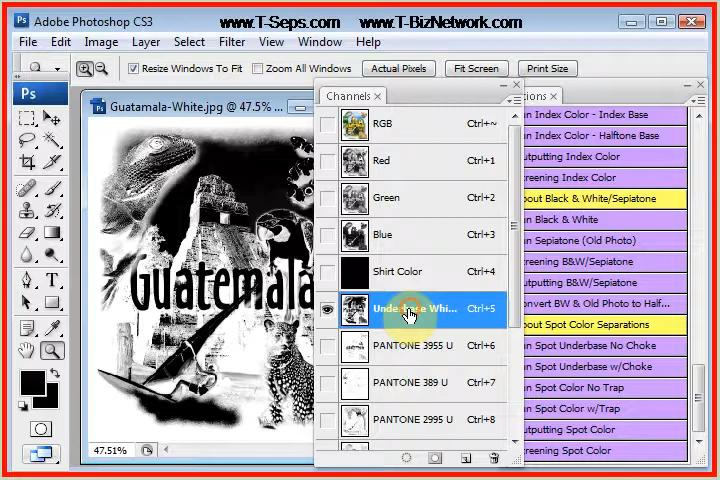 Adobe Photoshop CS3
www.T-Seps.com www.T-BizNetwork.com
File Edit Image Layer Select Filter View Window Help
Resize Windows To Fit Zoom All Windows Actual Pixels Fit Screen Print Size
Ps
Guatamala-White.jpg @ 47.5%
Guatemala
47.51%
Channels ×
RGB Ctrl+~
Red Ctrl+1
Green Ctrl+2
Blue Ctrl+3
Shirt Color Ctrl+4
Underbase Whi... Ctrl+5
PANTONE 3955 U Ctrl+6
PANTONE 389 U Ctrl+7
PANTONE 2995 U Ctrl+8
tions ×
n Index Color - Index Base
n Index Color - Halftone Base
utputting Index Color
reening Index Color
bout Black & White/Sepiatone
n Black & White
n Sepiatone (Old Photo)
reening B&W/Sepiatone
utputting B&W/Sepiatone
onvert BW & Old Photo to Half...
bout Spot Color Separations
n Spot Underbase No Choke
n Spot Underbase w/Choke
n Spot Color No Trap
n Spot Color w/Trap
utputting Spot Color
reening Spot Color